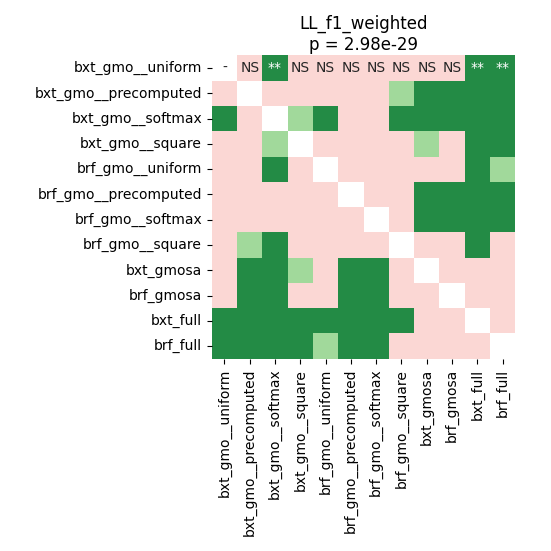 LL_f1_weighted
p = 2.98e-29
bxt_gmo__uniform - NS ** NS NS NS NS NS NS NS ** **
bxt_gmo__precomputed
bxt_gmo__softmax
bxt_gmo__square
brf_gmo__uniform
brf_gmo__precomputed
brf_gmo__softmax
brf_gmo__square
bxt_gmosa
brf_gmosa
bxt_full
brf_full
bxt_gmo__uniform
bxt_gmo__precomputed
bxt_gmo__softmax
bxt_gmo__square
brf_gmo__uniform
brf_gmo__precomputed
brf_gmo__softmax
brf_gmo__square
bxt_gmosa
brf_gmosa
bxt_full
brf_full